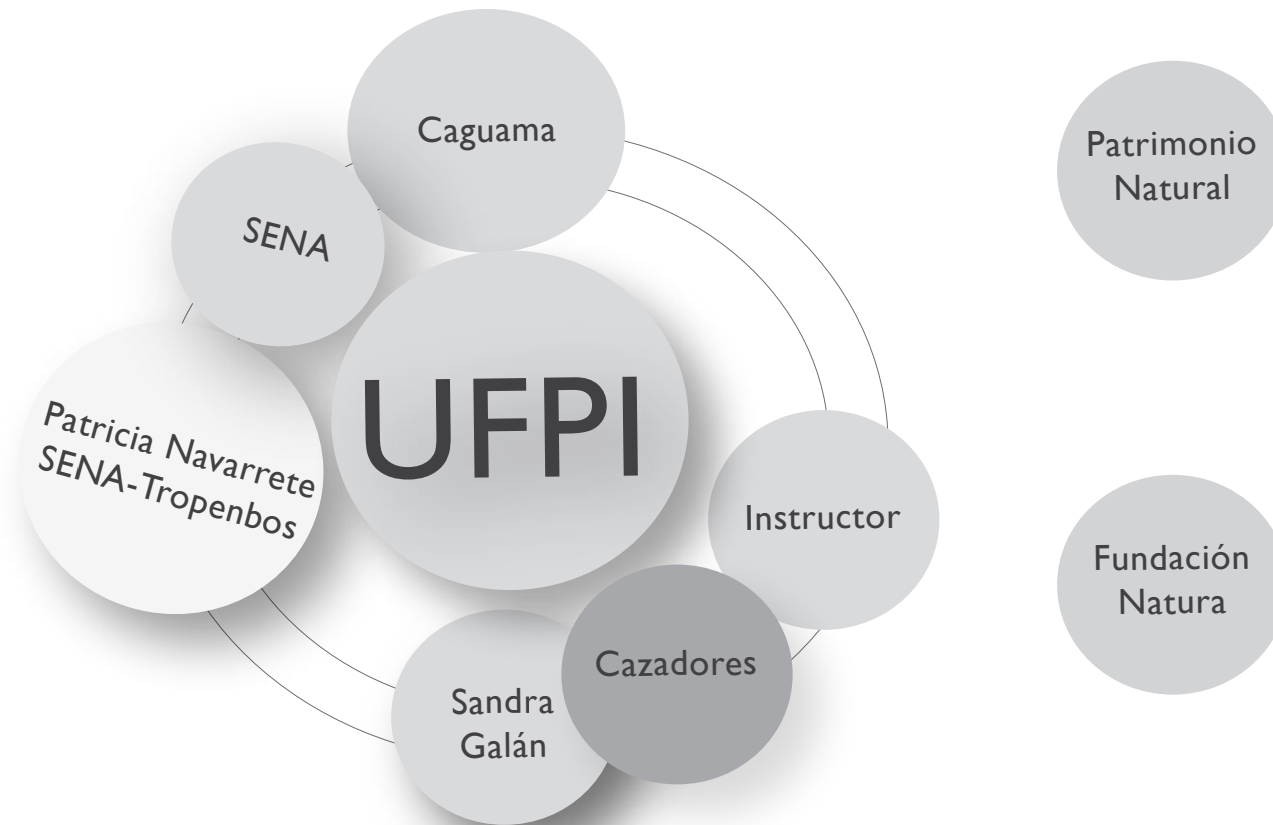 Caguama
Patrimonio
Natural
SENA
UFPI
Patricia Navarrete
SENA-Tropenbos
Instructor
Fundación
Natura
Cazadores
Sandra
Galán